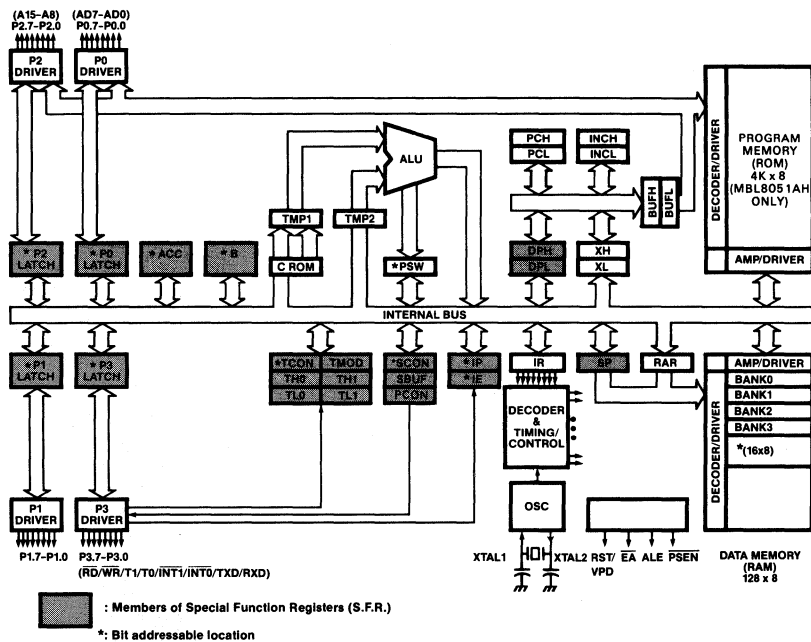 (A15–A8) (AD7–AD0)
P2.7–P2.0 P0.7–P0.0
P2
DRIVER
P0
DRIVER
ALU
PCH
PCL
INCH
INCL
BUFH
BUFL
DECODER/DRIVER
PROGRAM
MEMORY
(ROM)
4K x 8
(MBL8051AH
ONLY)
AMP/DRIVER
TMP1
TMP2
* P2
LATCH
* P0
LATCH
* ACC
* B
C ROM
*PSW
DPH
DPL
XH
XL
INTERNAL BUS
*P1
LATCH
* P3
LATCH
*TCON TMOD
TH0 TH1
TL0 TL1
*SCON
SBUF
PCON
* IP
* IE
IR
SP
RAR
DECODER
&
TIMING/
CONTROL
OSC
DECODER/DRIVER
AMP/DRIVER
BANK0
BANK1
BANK2
BANK3
*(16x8)
P1
DRIVER
P3
DRIVER
P1.7–P1.0 P3.7–P3.0
(RD/WR/T1/T0/INT1/INT0/TXD/RXD)
XTAL1 XTAL2 RST/ EA ALE PSEN
VPD
DATA MEMORY
(RAM)
128 x 8
: Members of Special Function Registers (S.F.R.)
*: Bit addressable location